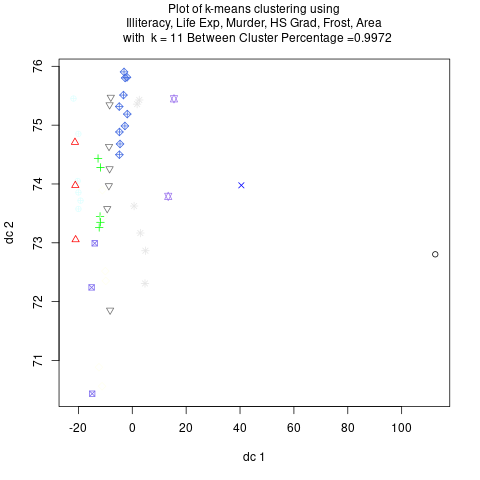 Plot of k-means clustering using
Illiteracy, Life Exp, Murder, HS Grad, Frost, Area
with k = 11 Between Cluster Percentage =0.9972
76
75
74
73
72
71
dc 2
-20 0 20 40 60 80 100
dc 1